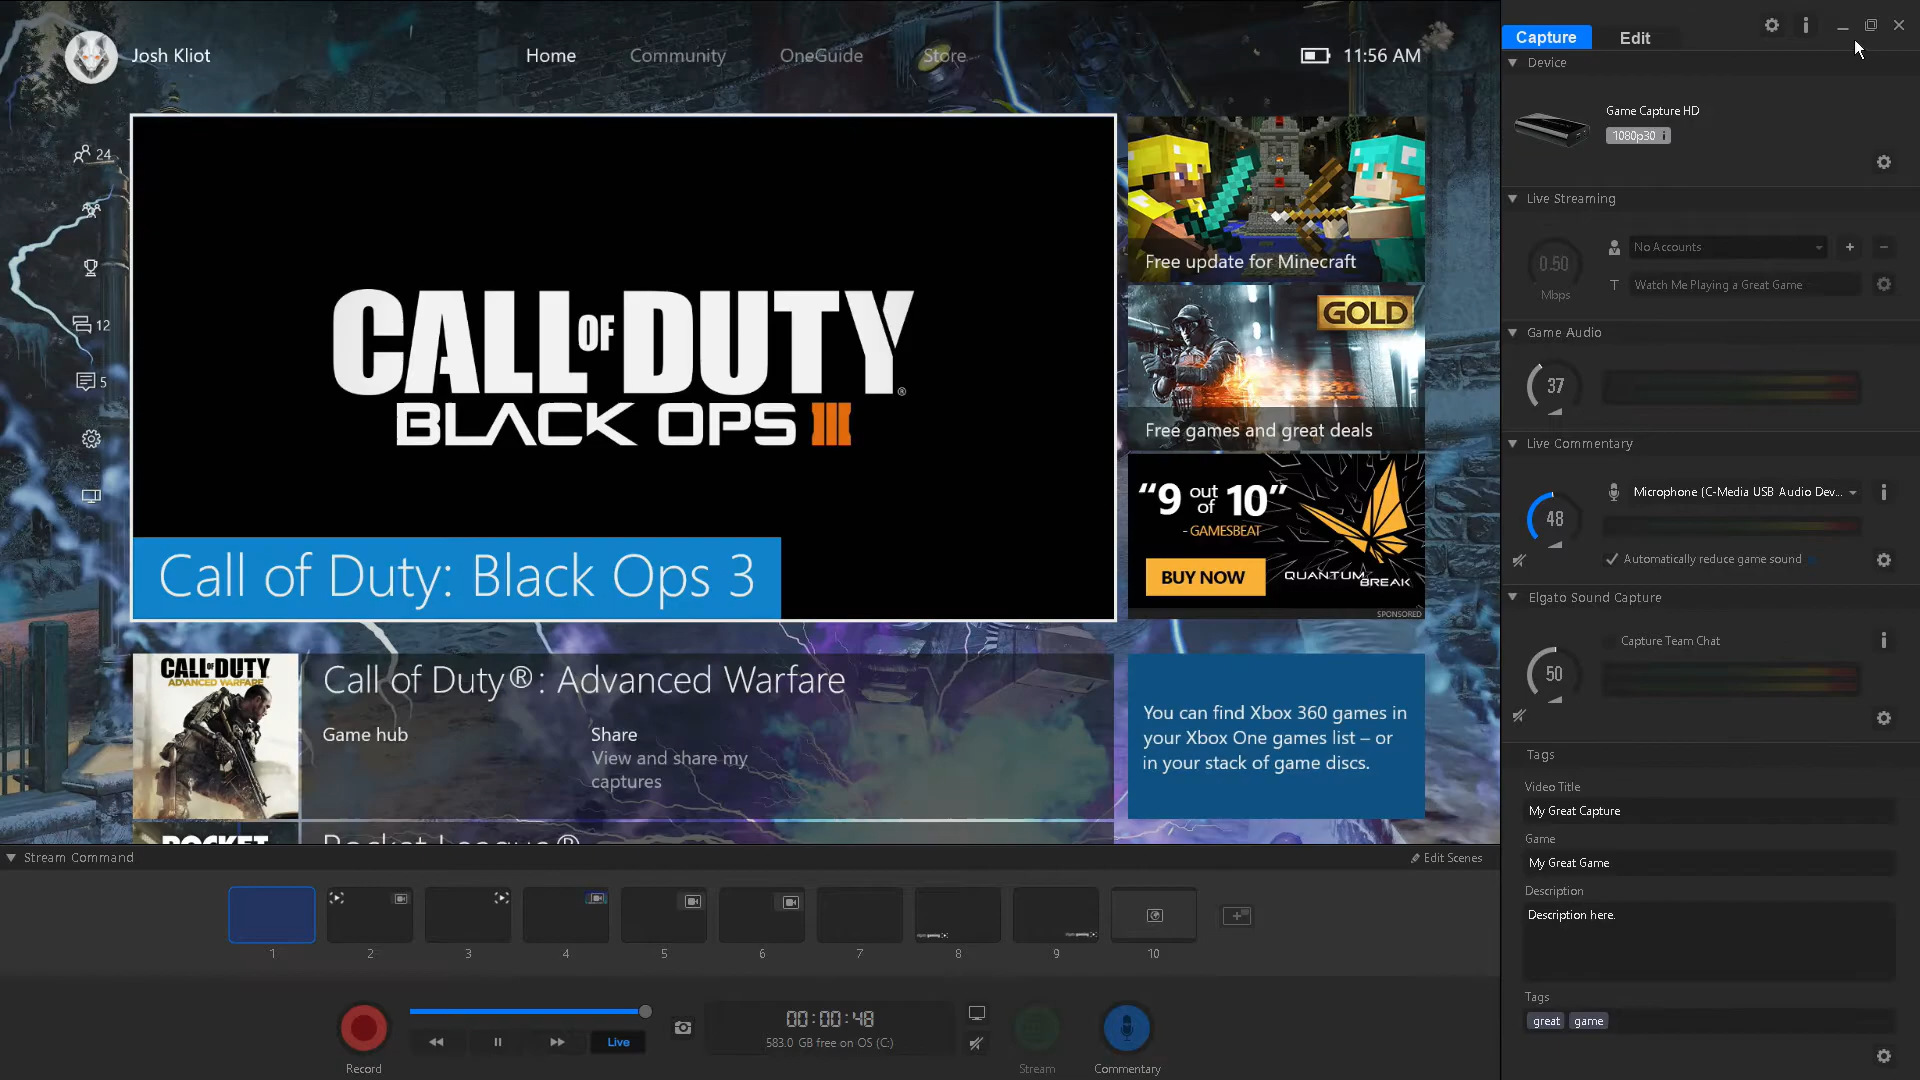 Josh Kliot
Home
Community
OneGuide
Store
11:56 AM
24
12
5
CALL OF DUTY®
BLACK OPS III
Call of Duty: Black Ops 3
Free update for Minecraft
GOLD
Free games and great deals
“9 out of 10”
- GAMESBEAT
BUY NOW
QUANTUM BREAK
SPONSORED
CALL OF DUTY
ADVANCED WARFARE
Call of Duty®: Advanced Warfare
Game hub
Share
View and share my
captures
You can find Xbox 360 games in
your Xbox One games list – or
in your stack of game discs.
ROCKET
Rocket League®
Stream Command
Edit Scenes
1
2
3
4
5
6
7
8
9
10
Record
Live
00:00:48
583.0 GB free on OS (C:)
Stream
Commentary
Capture
Edit
Device
Game Capture HD
1080p30 i
Live Streaming
0.50
Mbps
No Accounts
T
Watch Me Playing a Great Game
Game Audio
37
Live Commentary
48
Microphone (C-Media USB Audio Dev...
Automatically reduce game sound
Elgato Sound Capture
50
Capture Team Chat
Tags
Video Title
My Great Capture
Game
My Great Game
Description
Description here.
Tags
great
game